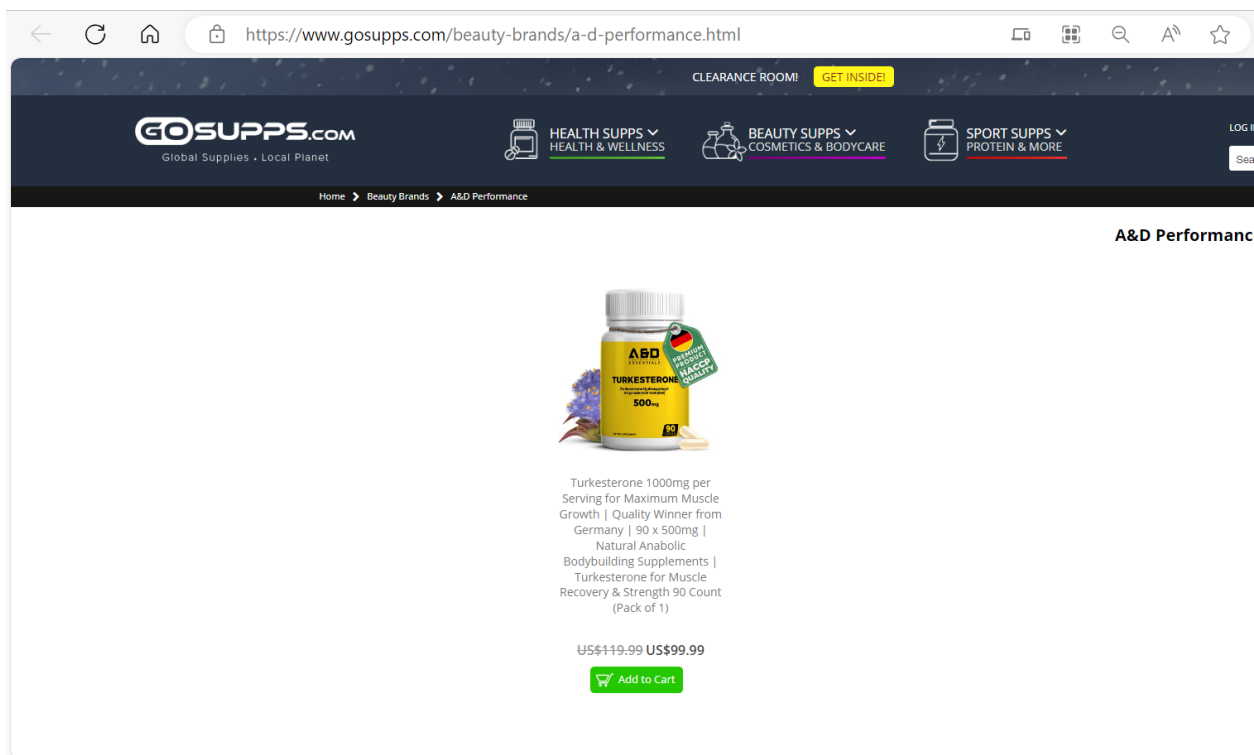 https://www.gosupps.com/beauty-brands/a-d-performance.html
CLEARANCE ROOM! GET INSIDE!
GOSUPPS.COM
Global Supplies . Local Planet
HEALTH SUPPS
HEALTH & WELLNESS
BEAUTY SUPPS
COSMETICS & BODYCARE
SPORT SUPPS
PROTEIN & MORE
LOG I
Sea
Home Beauty Brands A&D Performance
A&D Performanc
A&D
ESSENTIALS
TURKESTERONE
500mg
90
PREMIUM
PRODUCT
HACCP
QUALITY
Turkesterone 1000mg per
Serving for Maximum Muscle
Growth | Quality Winner from
Germany | 90 x 500mg |
Natural Anabolic
Bodybuilding Supplements |
Turkesterone for Muscle
Recovery & Strength 90 Count
(Pack of 1)
US$119.99 US$99.99
Add to Cart